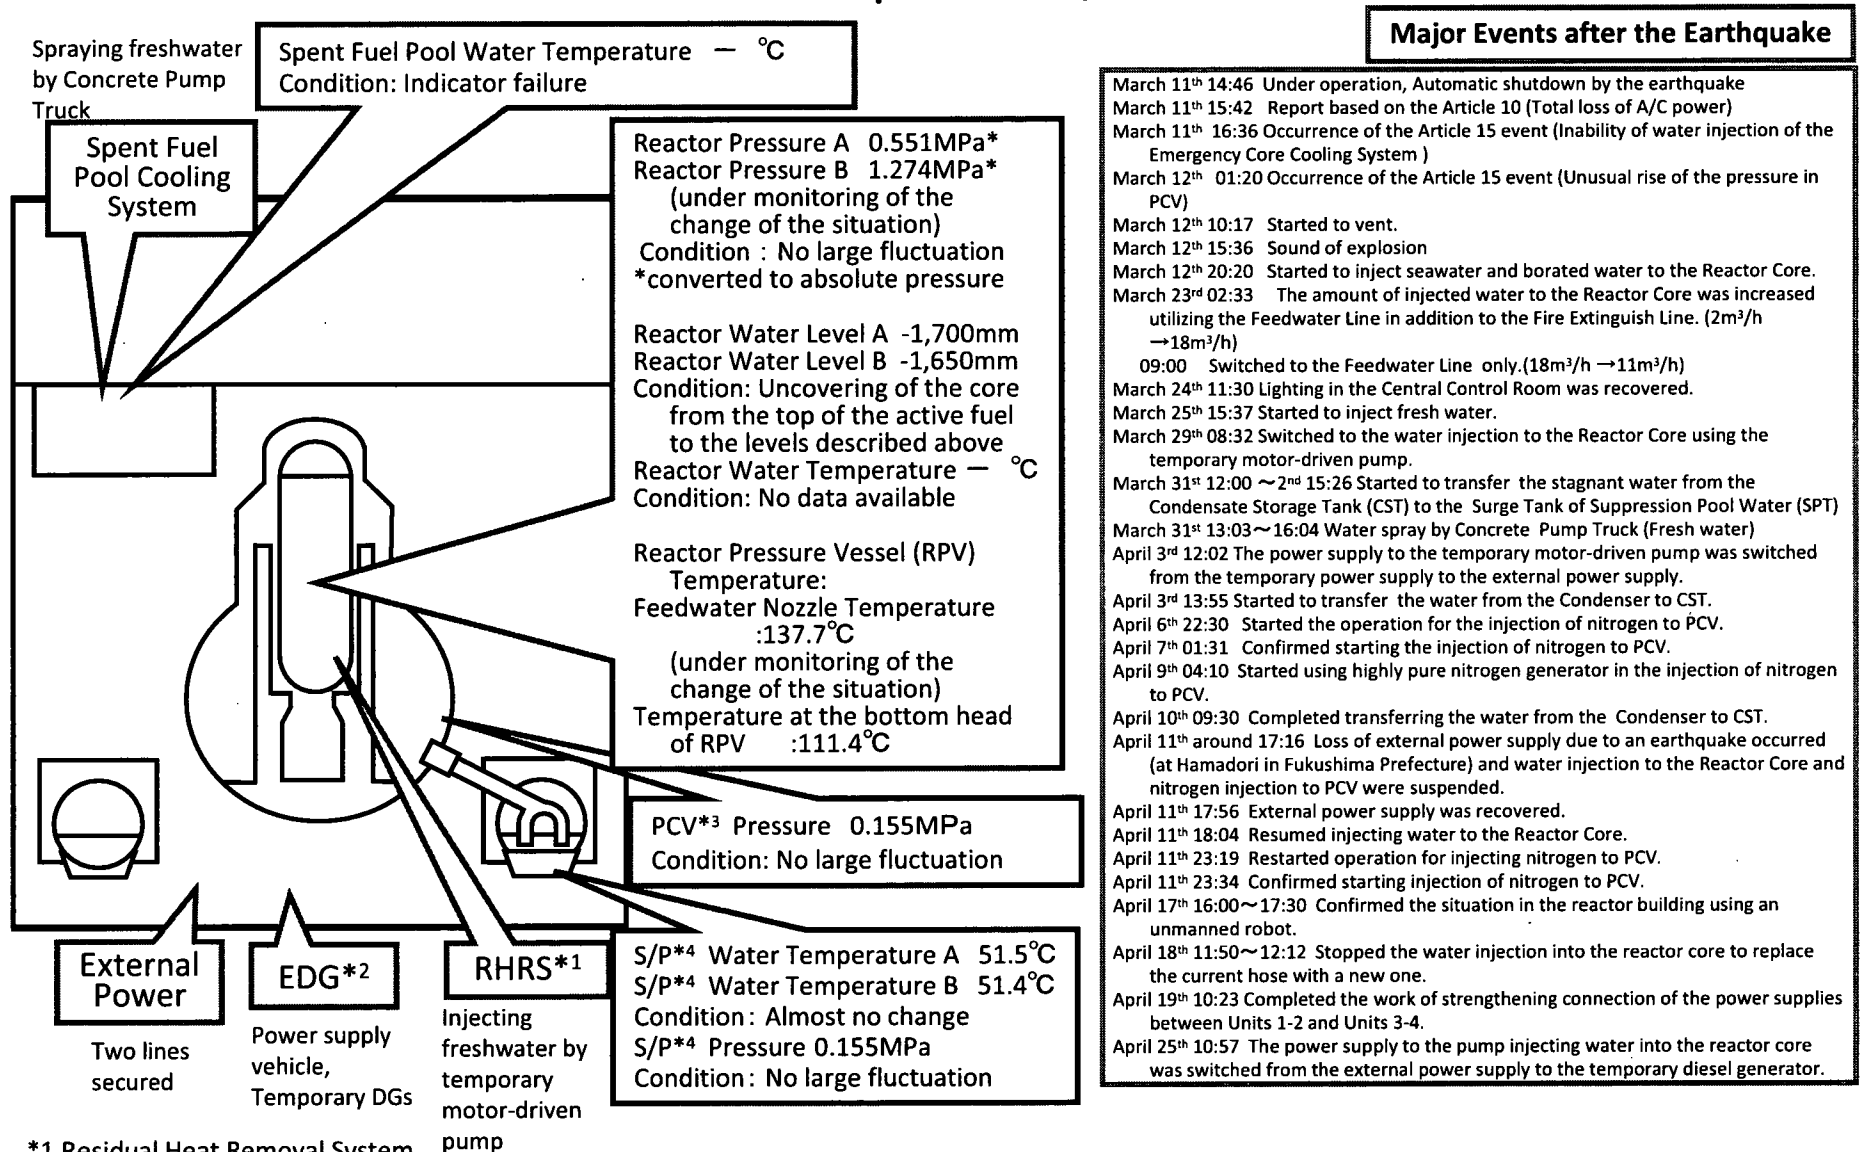 Spraying freshwater
by Concrete Pump
Truck
Spent Fuel Pool Water Temperature － ℃
Condition: Indicator failure
Spent Fuel
Pool Cooling
System
Reactor Pressure A 0.551MPa*
Reactor Pressure B 1.274MPa*
(under monitoring of the
change of the situation)
Condition : No large fluctuation
*converted to absolute pressure
Reactor Water Level A -1,700mm
Reactor Water Level B -1,650mm
Condition: Uncovering of the core
from the top of the active fuel
to the levels described above
Reactor Water Temperature － ℃
Condition: No data available
Reactor Pressure Vessel (RPV)
Temperature:
Feedwater Nozzle Temperature
:137.7℃
(under monitoring of the
change of the situation)
Temperature at the bottom head
of RPV :111.4℃
PCV*3 Pressure 0.155MPa
Condition: No large fluctuation
S/P*4 Water Temperature A 51.5℃
S/P*4 Water Temperature B 51.4℃
Condition : Almost no change
S/P*4 Pressure 0.155MPa
Condition : No large fluctuation
External
Power
Two lines
secured
EDG*2
Power supply
vehicle,
Temporary DGs
RHRS*1
Injecting
freshwater by
temporary
motor-driven
pump
*1 Residual Heat Removal System
Major Events after the Earthquake
March 11th 14:46 Under operation, Automatic shutdown by the earthquake
March 11th 15:42 Report based on the Article 10 (Total loss of A/C power)
March 11th 16:36 Occurrence of the Article 15 event (Inability of water injection of the
Emergency Core Cooling System )
March 12th 01:20 Occurrence of the Article 15 event (Unusual rise of the pressure in
PCV)
March 12th 10:17 Started to vent.
March 12th 15:36 Sound of explosion
March 12th 20:20 Started to inject seawater and borated water to the Reactor Core.
March 23rd 02:33 The amount of injected water to the Reactor Core was increased
utilizing the Feedwater Line in addition to the Fire Extinguish Line. (2m³/h
→18m³/h)
09:00 Switched to the Feedwater Line only.(18m³/h →11m³/h)
March 24th 11:30 Lighting in the Central Control Room was recovered.
March 25th 15:37 Started to inject fresh water.
March 29th 08:32 Switched to the water injection to the Reactor Core using the
temporary motor-driven pump.
March 31st 12:00 ～2nd 15:26 Started to transfer the stagnant water from the
Condensate Storage Tank (CST) to the Surge Tank of Suppression Pool Water (SPT)
March 31st 13:03～16:04 Water spray by Concrete Pump Truck (Fresh water)
April 3rd 12:02 The power supply to the temporary motor-driven pump was switched
from the temporary power supply to the external power supply.
April 3rd 13:55 Started to transfer the water from the Condenser to CST.
April 6th 22:30 Started the operation for the injection of nitrogen to PCV.
April 7th 01:31 Confirmed starting the injection of nitrogen to PCV.
April 9th 04:10 Started using highly pure nitrogen generator in the injection of nitrogen
to PCV.
April 10th 09:30 Completed transferring the water from the Condenser to CST.
April 11th around 17:16 Loss of external power supply due to an earthquake occurred
(at Hamadori in Fukushima Prefecture) and water injection to the Reactor Core and
nitrogen injection to PCV were suspended.
April 11th 17:56 External power supply was recovered.
April 11th 18:04 Resumed injecting water to the Reactor Core.
April 11th 23:19 Restarted operation for injecting nitrogen to PCV.
April 11th 23:34 Confirmed starting injection of nitrogen to PCV.
April 17th 16:00～17:30 Confirmed the situation in the reactor building using an
unmanned robot.
April 18th 11:50～12:12 Stopped the water injection into the reactor core to replace
the current hose with a new one.
April 19th 10:23 Completed the work of strengthening connection of the power supplies
between Units 1-2 and Units 3-4.
April 25th 10:57 The power supply to the pump injecting water into the reactor core
was switched from the external power supply to the temporary diesel generator.